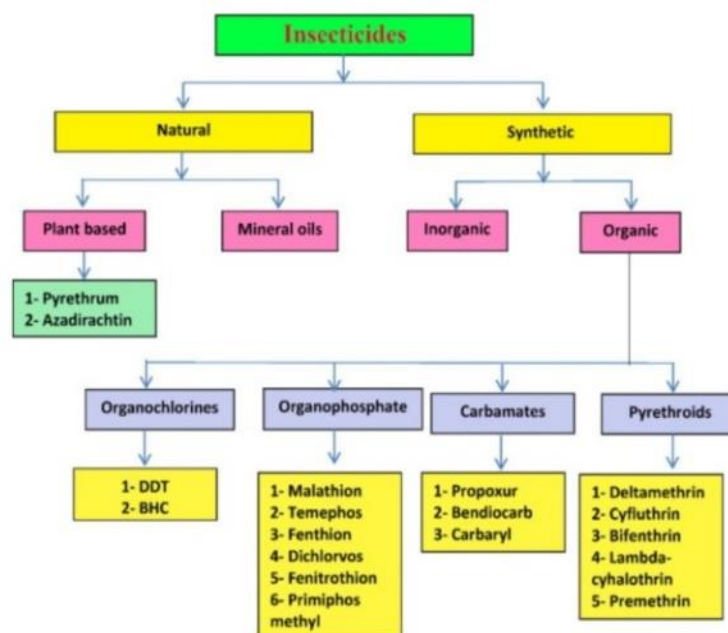 Insecticides
Natural
Synthetic
Plant based
Mineral oils
Inorganic
Organic
1- Pyrethrum
2- Azadirachtin
Organochlorines
Organophosphate
Carbamates
Pyrethroids
1- DDT
2- BHC
1- Malathion
2- Temephos
3- Fenthion
4- Dichlorvos
5- Fenitrothion
6- Primiphos
methyl
1- Propoxur
2- Bendiocarb
3- Carbaryl
1- Deltamethrin
2- Cyfluthrin
3- Bifenthrin
4- Lambda-
cyhalothrin
5- Premethrin